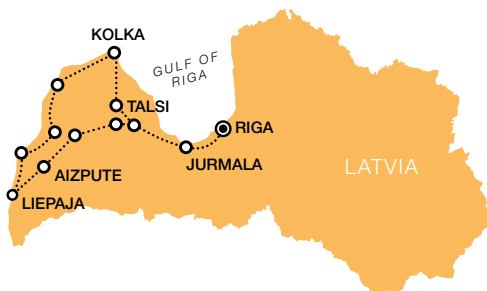 KOLKA
GULF OF
RIGA
TALSI
RIGA
JURMALA
LATVIA
AIZPUTE
LIEPAJA